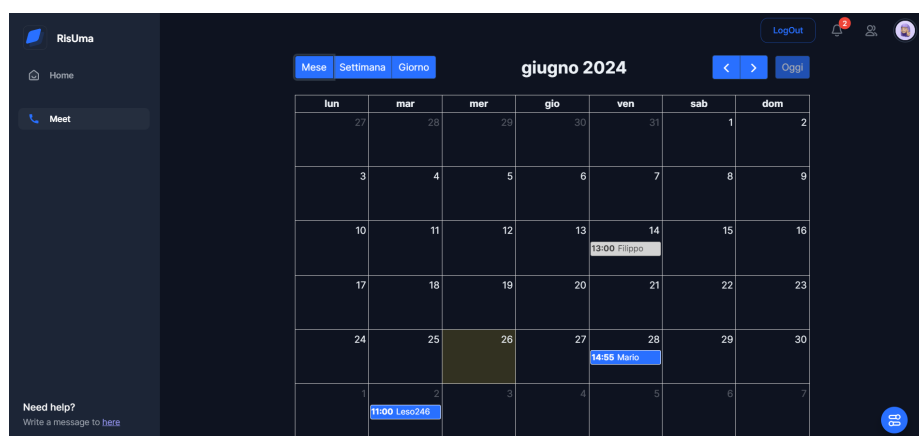 RisUma
LogOut
2
Home
Mese Settimana Giorno
giugno 2024
Oggi
Meet
lun mar mer gio ven sab dom
27 28 29 30 31 1 2
3 4 5 6 7 8 9
10 11 12 13 14 15 16
13:00 Filippo
17 18 19 20 21 22 23
24 25 26 27 28 29 30
14:55 Mario
1 2 3 4 5 6 7
11:00 Leso246
Need help?
Write a message to here